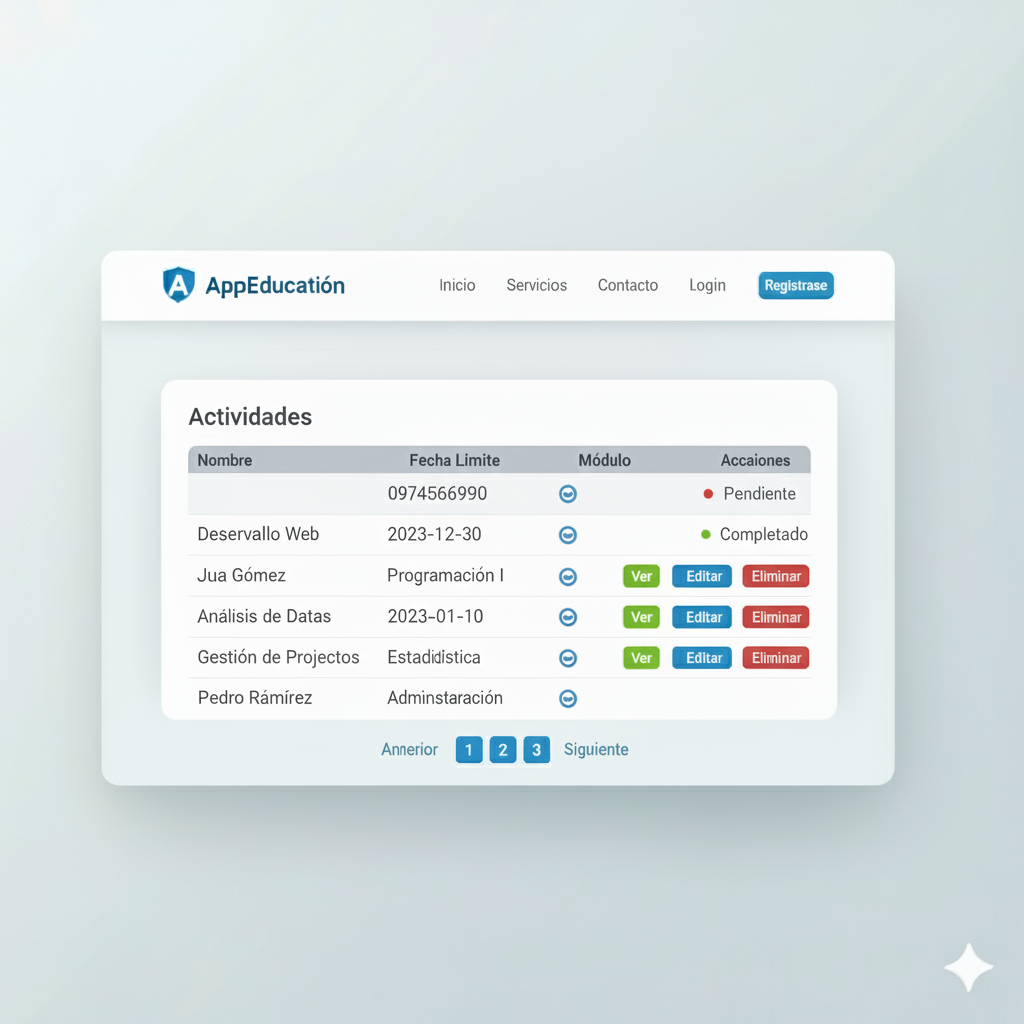 AppEducatión Inicio Servicios Contacto Login Registrase
Actividades
Nombre Fecha Limite Módulo Accaiones
0974566990 Pendiente
Deservallo Web 2023-12-30 Completado
Jua Gómez Programación I Ver Editar Eliminar
Análisis de Datas 2023-01-10 Ver Editar Eliminar
Gestión de Projectos Estadídística Ver Editar Eliminar
Pedro Rámírez Adminstaración
Annerior 1 2 3 Siguiente